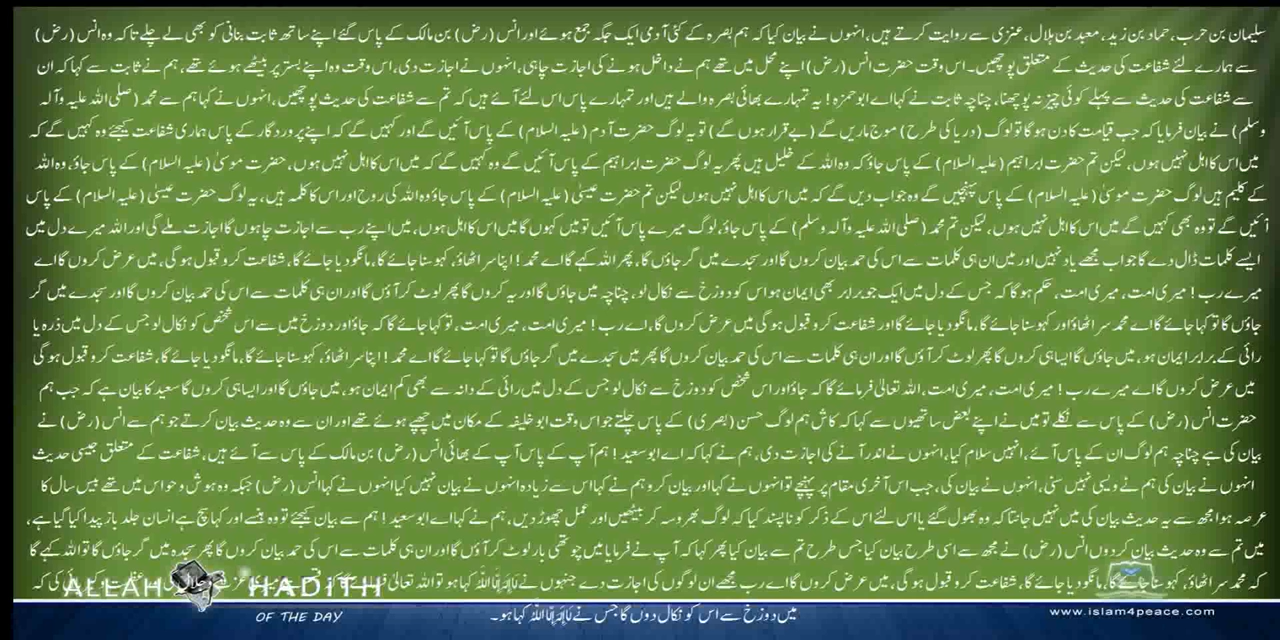 سلیمان بن حرب، حماد بن زید، معبد بن ہلال، عنزی سے روایت کرتے ہیں، انہوں نے بیان کیا کہ ہم بصرہ کے کئی آدمی ایک جگہ جمع ہوئے اور انس (رض) بن مالک کے پاس گئے اپنے ساتھ ثابت بنانی کو بھی لے چلے تاکہ وہ انس (رض)
سے ہمارے لئے شفاعت کی حدیث کے متعلق پوچھیں۔ اس وقت حضرت انس (رض) اپنے محل میں تھے ہم نے داخل ہونے کی اجازت چاہی، انہوں نے اجازت دی، اس وقت وہ اپنے بستر پر بیٹھے ہوئے تھے، ہم نے ثابت سے کہا کہ ان
سے شفاعت کی حدیث سے پہلے کوئی چیز نہ پوچھنا، چنانچہ ثابت نے کہا اے ابوحمزہ! یہ تمہارے بھائی بصرہ والے ہیں اور تمہارے پاس اس لئے آئے ہیں کہ تم سے شفاعت کی حدیث پوچھیں، انہوں نے کہا ہم سے محمد (صلی اللہ علیہ وآلہ
وسلم) نے بیان فرمایا کہ جب قیامت کا دن ہوگا تو لوگ (دریا کی طرح) موج ماریں گے (بے قرار ہوں گے) تو یہ لوگ حضرت آدم (علیہ السلام) کے پاس آئیں گے اور کہیں گے کہ اپنے پروردگار کے پاس ہماری شفاعت کیجئے وہ کہیں گے کہ
میں اس کا اہل نہیں ہوں، لیکن تم حضرت ابراہیم (علیہ السلام) کے پاس جاؤ کہ وہ اللہ کے خلیل ہیں پھر یہ لوگ حضرت ابراہیم کے پاس آئیں گے وہ کہیں گے کہ میں اس کا اہل نہیں ہوں، حضرت موسیٰ (علیہ السلام) کے پاس جاؤ، وہ اللہ
کے کلیم ہیں لوگ حضرت موسیٰ (علیہ السلام) کے پاس پہنچیں گے وہ جواب دیں گے کہ میں اس کا اہل نہیں ہوں لیکن تم حضرت عیسیٰ (علیہ السلام) کے پاس جاؤ وہ اللہ کی روح اور اس کا کلمہ ہیں، یہ لوگ حضرت عیسیٰ (علیہ السلام) کے پاس
آئیں گے تو وہ بھی کہیں گے میں اس کا اہل نہیں ہوں، لیکن تم محمد (صلی اللہ علیہ وآلہ وسلم) کے پاس جاؤ، لوگ میرے پاس آئیں تو میں کہوں گا میں اس کا اہل ہوں، میں اپنے رب سے اجازت چاہوں گا اجازت ملے گی اور اللہ میرے دل میں
ایسے کلمات ڈال دے گا جو اب مجھے یاد نہیں اور میں ان ہی کلمات سے اس کی حمد بیان کروں گا اور سجدے میں گر جاؤں گا، پھر اللہ کہے گا اے محمد! اپنا سر اٹھاؤ، کہو سنا جائے گا، مانگو دیا جائے گا، شفاعت کرو قبول ہوگی، میں عرض کروں گا اے
میرے رب! میری امت، میری امت، حکم ہوگا کہ جس کے دل میں ایک جو برابر بھی ایمان ہو اس کو دوزخ سے نکال لو، چنانچہ میں جاؤں گا اور یہ کروں گا پھر لوٹ کر آؤں گا اور ان ہی کلمات سے اس کی حمد بیان کروں گا اور سجدے میں گر
جاؤں گا تو کہا جائے گا اے محمد سر اٹھاؤ اور کہو سنا جائے گا، مانگو دیا جائے گا اور شفاعت کرو قبول ہوگی میں عرض کروں گا، اے رب! میری امت، میری امت، تو کہا جائے گا کہ جاؤ اور دوزخ میں سے اس شخص کو نکال لو جس کے دل میں ذرہ یا
رائی کے برابر ایمان ہو، میں جاؤں گا ایسا ہی کروں گا پھر لوٹ کر آؤں گا اور ان ہی کلمات سے اس کی حمد بیان کروں گا پھر میں سجدے میں گر جاؤں گا تو کہا جائے گا اے محمد! اپنا سر اٹھاؤ، کہو سنا جائے گا، مانگو دیا جائے گا، شفاعت کرو قبول ہوگی
میں عرض کروں گا اے میرے رب! میری امت، میری امت، اللہ تعالیٰ فرمائے گا کہ جاؤ اور اس شخص کو دوزخ سے نکال لو جس کے دل میں رائی کے دانہ سے بھی کم ایمان ہو، میں جاؤں گا اور ایسا ہی کروں گا سعید کا بیان ہے کہ جب ہم
حضرت انس (رض) کے پاس سے نکلے تو میں نے اپنے بعض ساتھیوں سے کہا کہ کاش ہم لوگ حسن (بصری) کے پاس چلتے جو اس وقت ابوخلیفہ کے مکان میں چھپے ہوئے تھے اور ان سے وہ حدیث بیان کرتے جو ہم سے انس (رض) نے
بیان کی ہے چنانچہ ہم لوگ ان کے پاس آئے، انہیں سلام کیا، انہوں نے اندر آنے کی اجازت دی، ہم نے کہا کہ اے ابوسعید! ہم آپ کے پاس آپ کے بھائی انس (رض) بن مالک کے پاس سے آئے ہیں، شفاعت کے متعلق جیسی حدیث
انہوں نے بیان کی ہم نے ویسی نہیں سنی، انہوں نے بیان کی، جب اس آخری مقام پر پہنچے تو انہوں نے کہا اور بیان کرو ہم نے کہا اس سے زیادہ انہوں نے بیان نہیں کیا انہوں نے کہا انس (رض) جبکہ وہ ہوش وحواس میں تھے بیس سال کا
عرصہ ہوا مجھ سے یہ حدیث بیان کی میں نہیں جانتا کہ وہ بھول گئے یا اس لئے اس کے ذکر کو ناپسند کیا کہ لوگ بھروسہ کر بیٹھیں اور عمل چھوڑ دیں، ہم نے کہا اے ابوسعید! ہم سے بیان کیجئے تو وہ ہنسے اور کہا سچ ہے انسان جلد باز پیدا کیا گیا ہے،
میں تم سے وہ حدیث بیان کردوں انس (رض) نے مجھ سے اسی طرح بیان کیا جس طرح تم سے بیان کیا پھر کہا کہ آپ نے فرمایا میں چوتھی بار لوٹ کر آؤں گا اور ان ہی کلمات سے اس کی حمد بیان کروں گا پھر سجدہ میں گر جاؤں گا تو اللہ کہے گا
کہ محمد سر اٹھاؤ، کہو سنا جائے گا، مانگو دیا جائے گا، شفاعت کرو قبول ہوگی، میں عرض کروں گا اے رب مجھے ان لوگوں کی اجازت دے جنہوں نے لا إله إلا الله کہا ہو تو اللہ تعالیٰ
میں دوزخ سے اس کو نکال دوں گا جس نے لا إله إلا الله کہا ہو۔
ALLAH HADITH
OF THE DAY
www.islam4peace.com